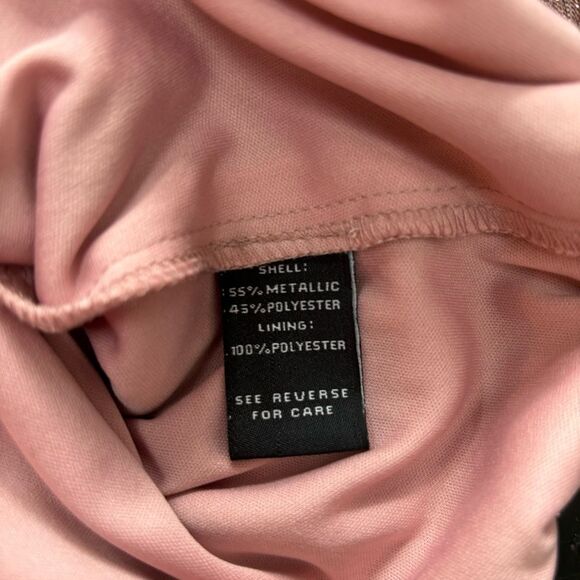 SHELL:
55%METALLIC
45%POLYESTER
LINING:
100%POLYESTER
SEE REVERSE
FOR CARE